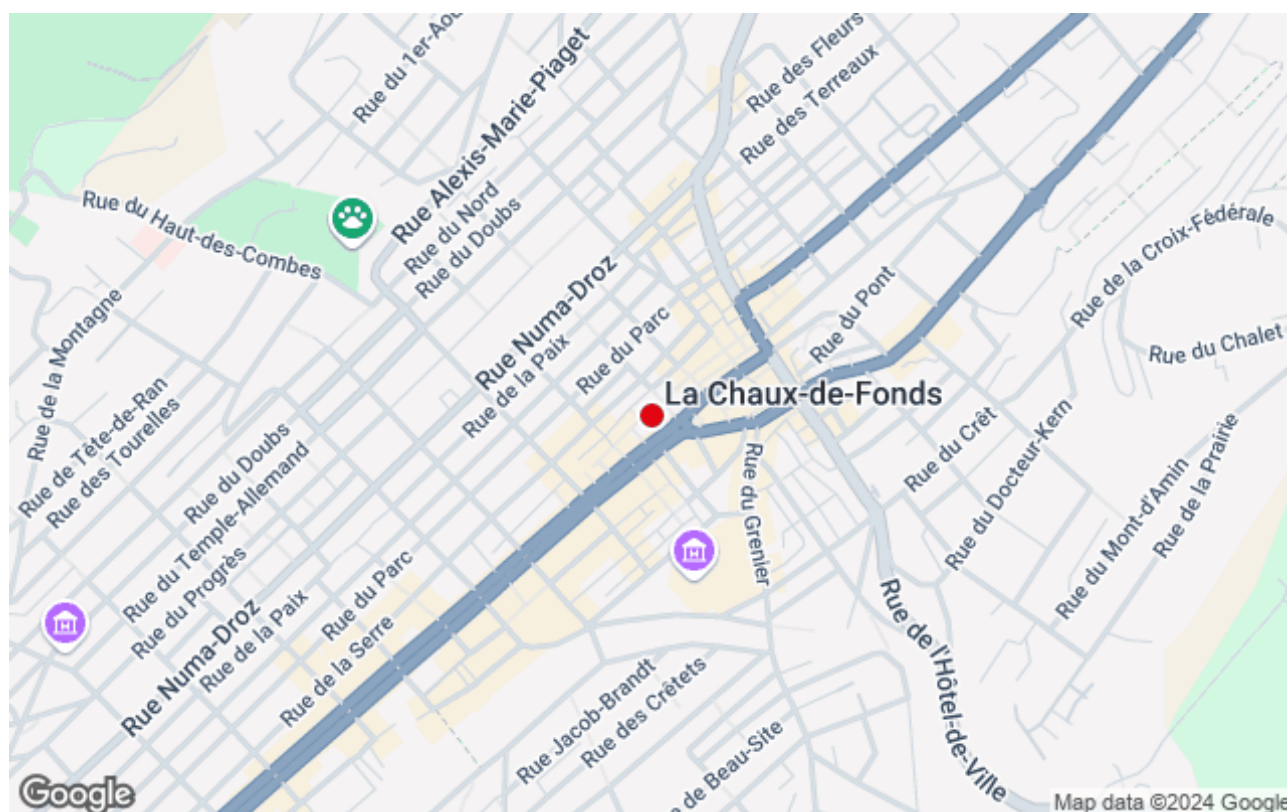 Rue du 1er-Aoû
Rue Alexis-Marie-Piaget
Rue des Fleurs
Rue des Terreaux
Rue du Haut-des-Combes
Rue du Nord
Rue du Doubs
Rue de la Croix-Fédérale
Rue Numa-Droz
Rue du Parc
Rue du Pont
Rue de la Montagne
Rue de la Paix
Rue du Chalet
La Chaux-de-Fonds
Rue de Tête-de-Ran
Rue des Tourelles
Rue du Doubs
Rue du Temple-Allemand
Rue du Progrès
Rue du Crêt
Rue du Docteur-Kern
Rue du Grenier
Rue du Mont-d'Amin
Rue de la Prairie
Rue Numa-Droz
Rue de la Paix
Rue du Parc
Rue de la Serre
Rue de l'Hôtel-de-Ville
Rue Jacob-Brandt
Rue des Crêtets
e de Beau-Site
Google
Map data ©2024 Google